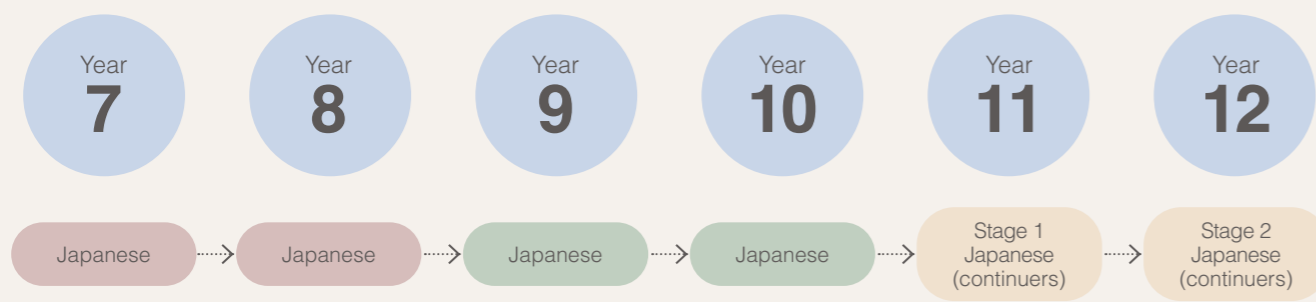 Year
7
Year
8
Year
9
Year
10
Year
11
Year
12
Japanese
Japanese
Japanese
Japanese
Stage 1
Japanese
(continuers)
Stage 2
Japanese
(continuers)